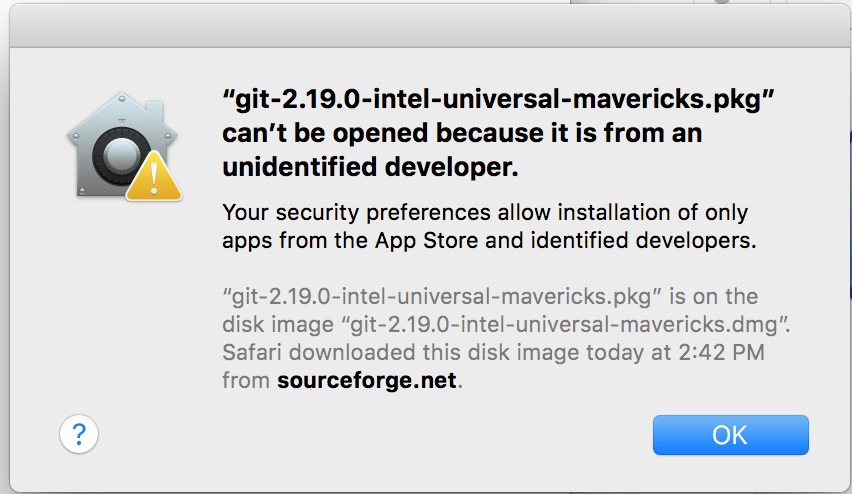 “git-2.19.0-intel-universal-mavericks.pkg”
can’t be opened because it is from an
unidentified developer.
Your security preferences allow installation of only
apps from the App Store and identified developers.
“git-2.19.0-intel-universal-mavericks.pkg” is on the
disk image “git-2.19.0-intel-universal-mavericks.dmg”.
Safari downloaded this disk image today at 2:42 PM
from sourceforge.net.
?
OK